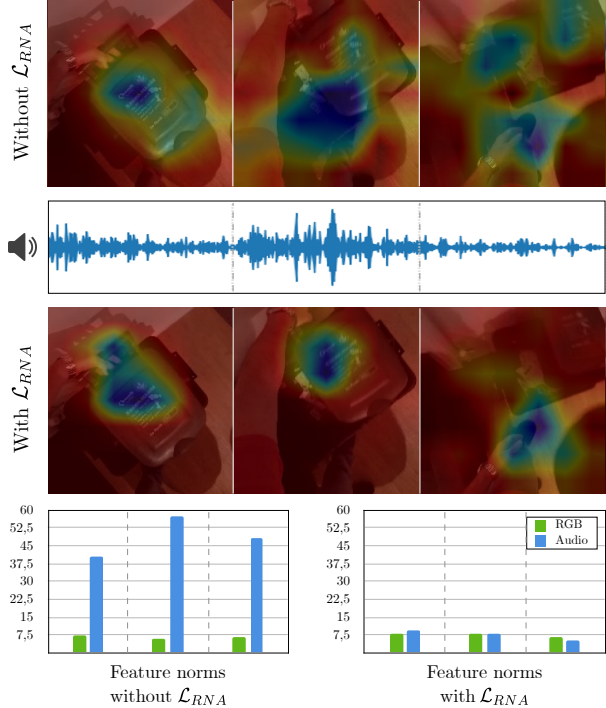 Without ℒ_RNA
With ℒ_RNA
60
52,5
45
37,5
30
22,5
15
7,5
Feature norms
without ℒ_RNA
60
52,5
45
37,5
30
22,5
15
7,5
RGB
Audio
Feature norms
with ℒ_RNA